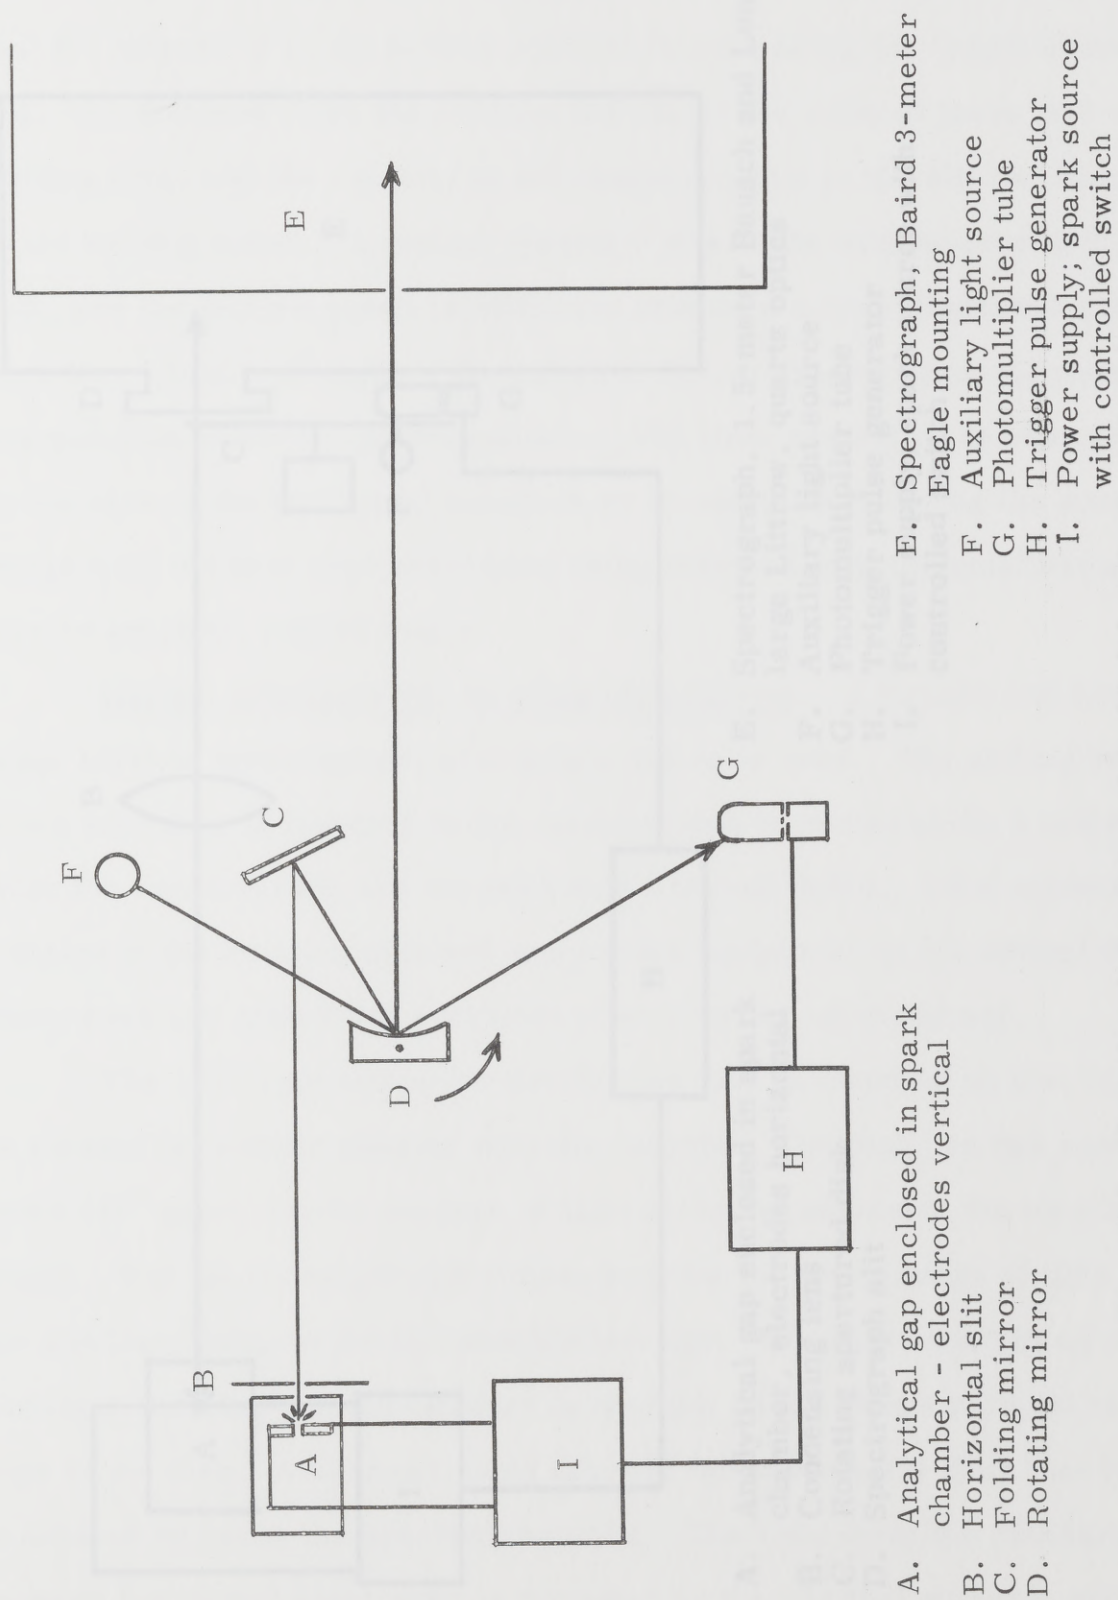 F
C
E
B
A
D
G
H
I
A. Analytical gap enclosed in spark
chamber - electrodes vertical
B. Horizontal slit
C. Folding mirror
D. Rotating mirror
E. Spectrograph, Baird 3-meter
Eagle mounting
F. Auxiliary light source
G. Photomultiplier tube
H. Trigger pulse generator
I. Power supply; spark source
with controlled switch